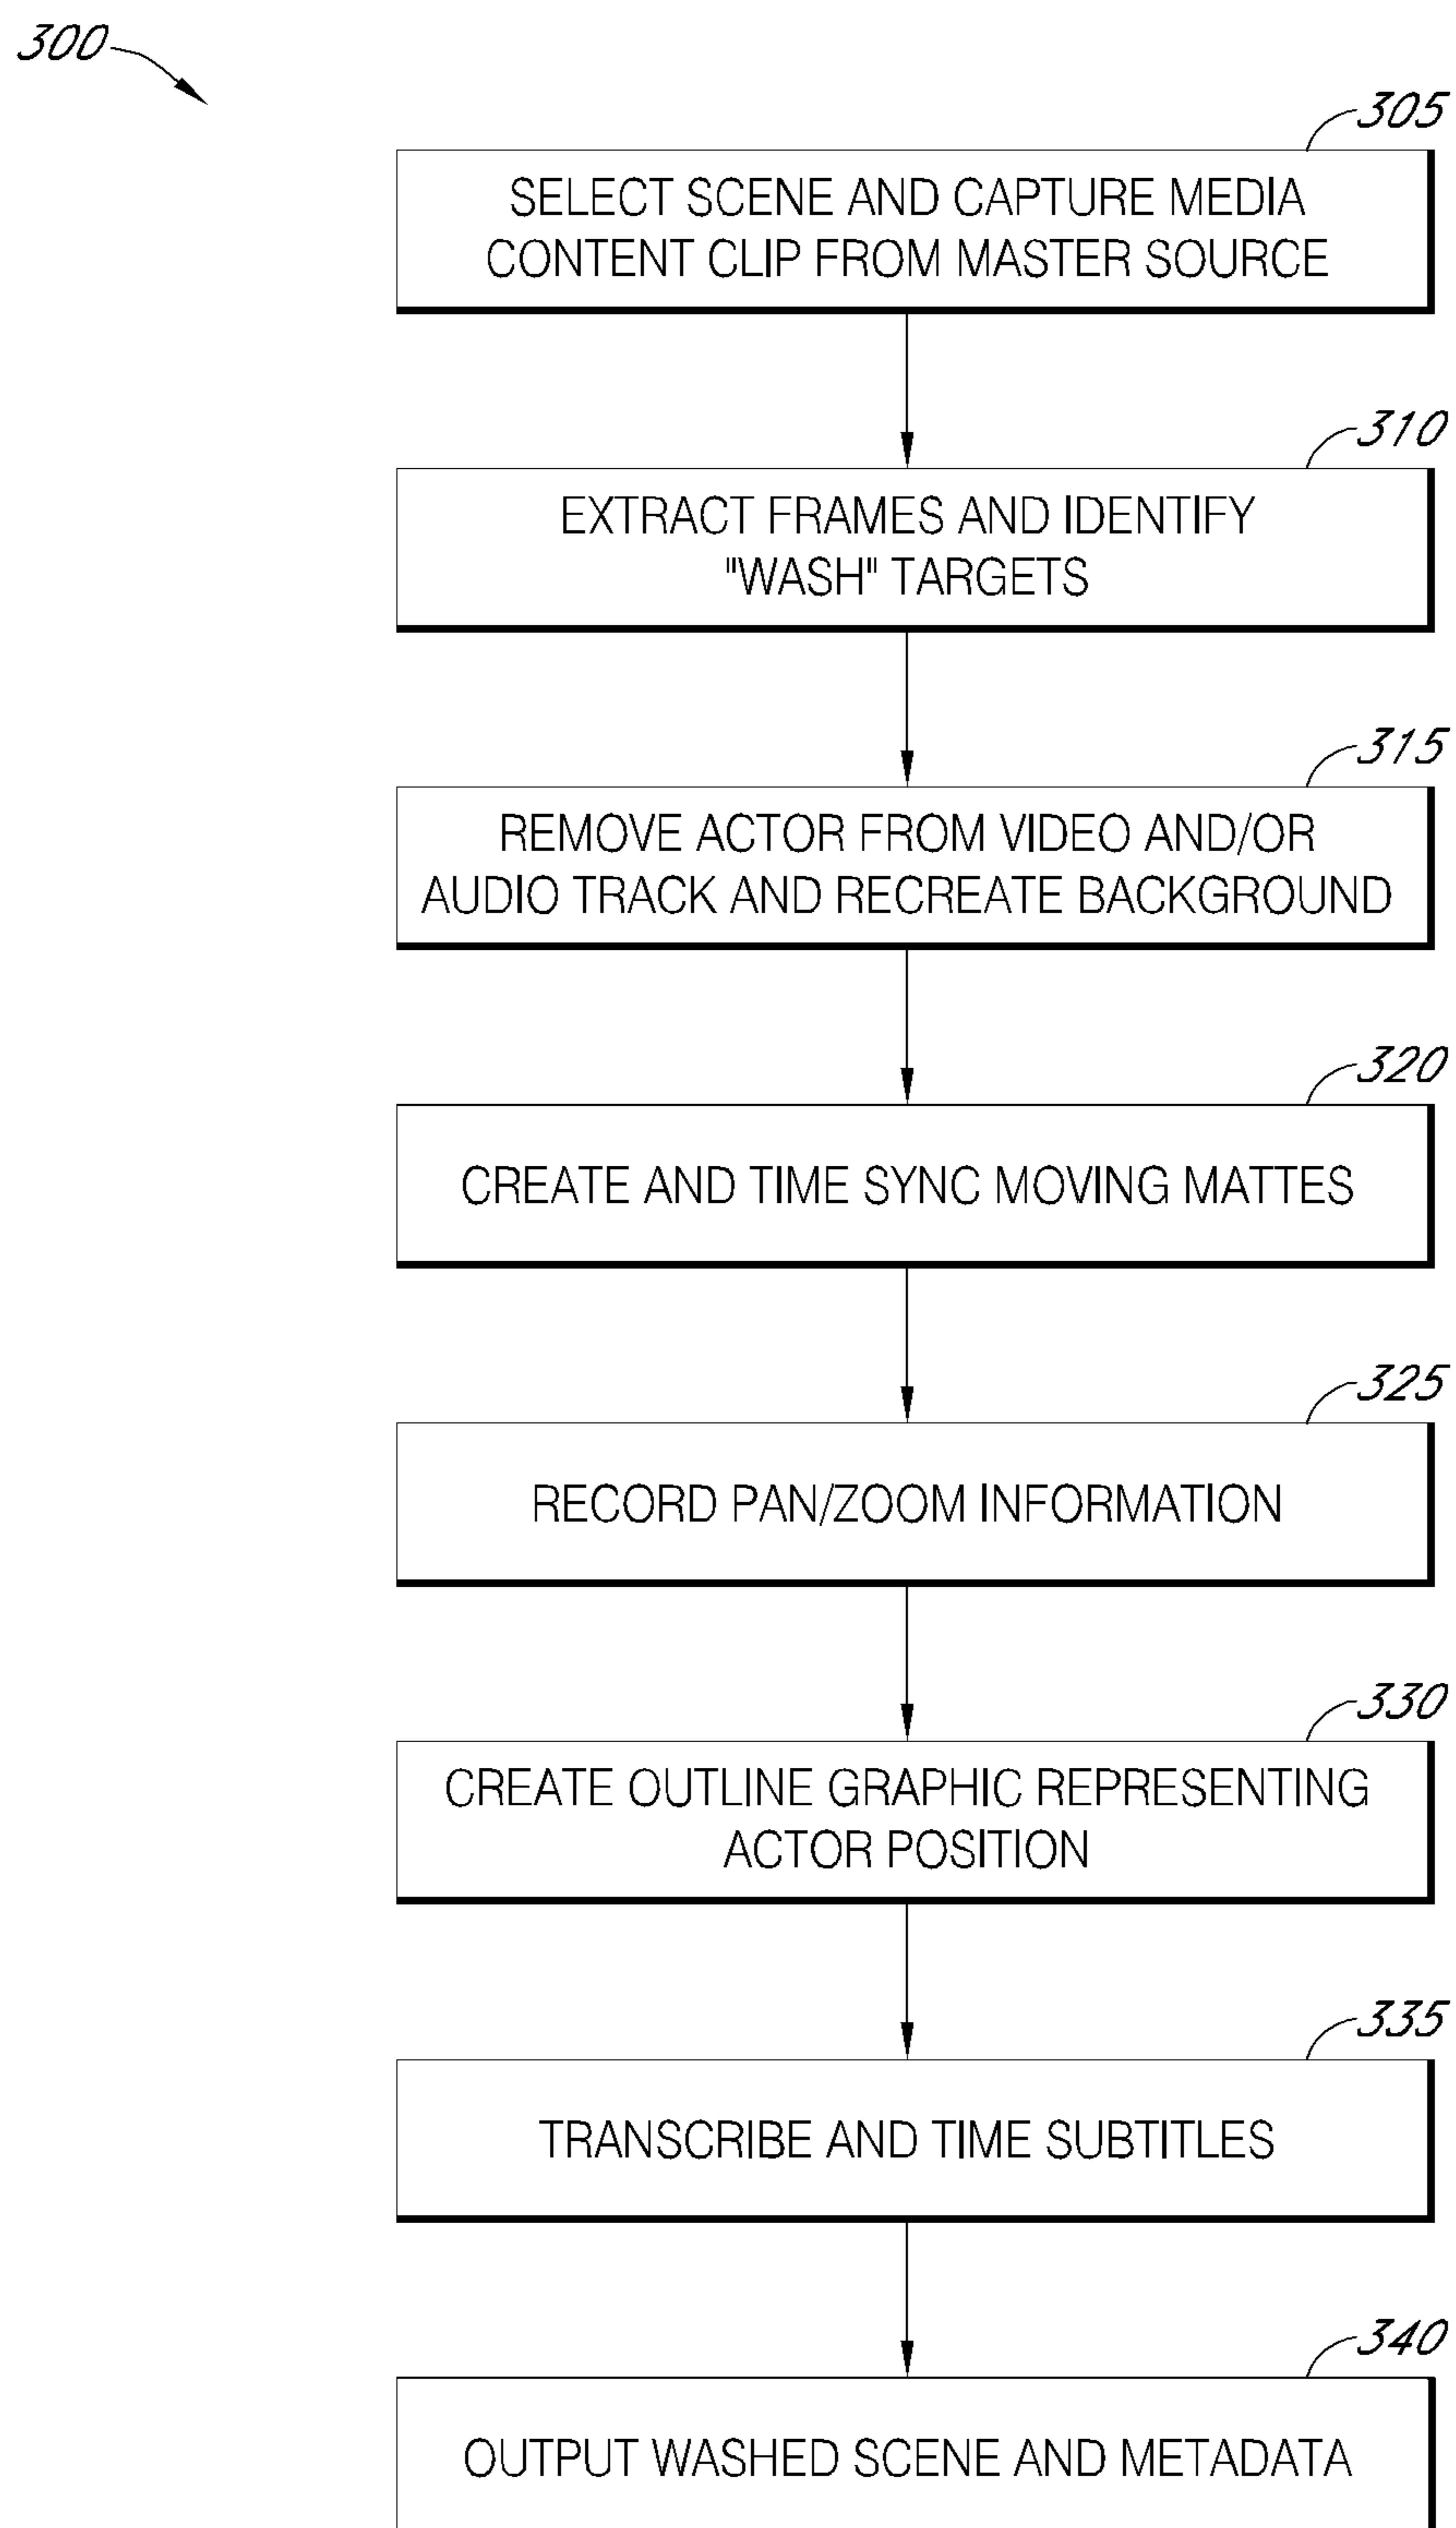 300
305
SELECT SCENE AND CAPTURE MEDIA
CONTENT CLIP FROM MASTER SOURCE
310
EXTRACT FRAMES AND IDENTIFY
"WASH" TARGETS
315
REMOVE ACTOR FROM VIDEO AND/OR
AUDIO TRACK AND RECREATE BACKGROUND
320
CREATE AND TIME SYNC MOVING MATTES
325
RECORD PAN/ZOOM INFORMATION
330
CREATE OUTLINE GRAPHIC REPRESENTING
ACTOR POSITION
335
TRANSCRIBE AND TIME SUBTITLES
340
OUTPUT WASHED SCENE AND METADATA